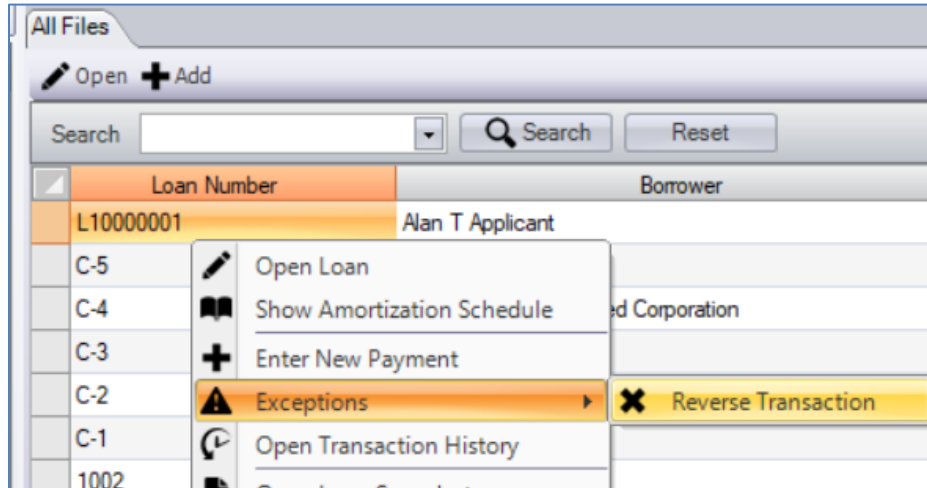 All Files
Open Add
Search Search Reset
Loan Number Borrower
L10000001 Alan T Applicant
C-5 Open Loan
C-4 Show Amortization Schedule ed Corporation
C-3 Enter New Payment
C-2 Exceptions Reverse Transaction
C-1 Open Transaction History
1002